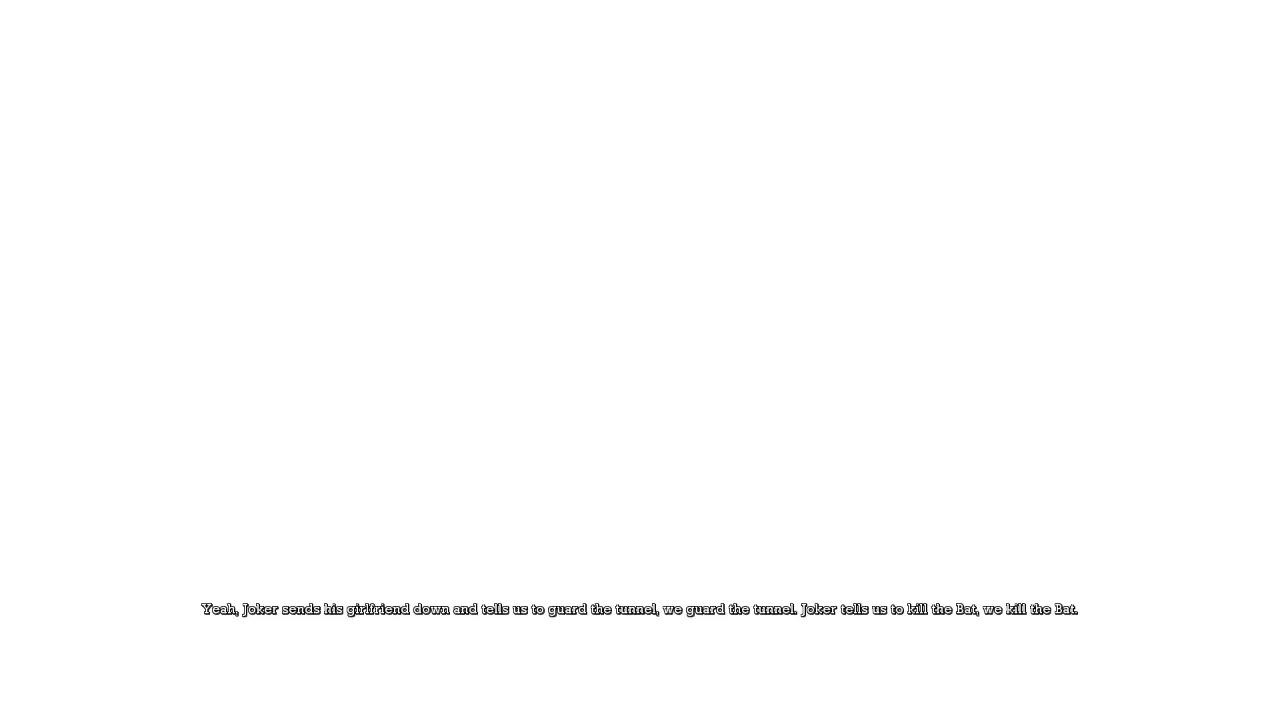 Yeah, Joker sends his girlfriend down and tells us to guard the tunnel, we guard the tunnel. Joker tells us to kill the Bat, we kill the Bat.